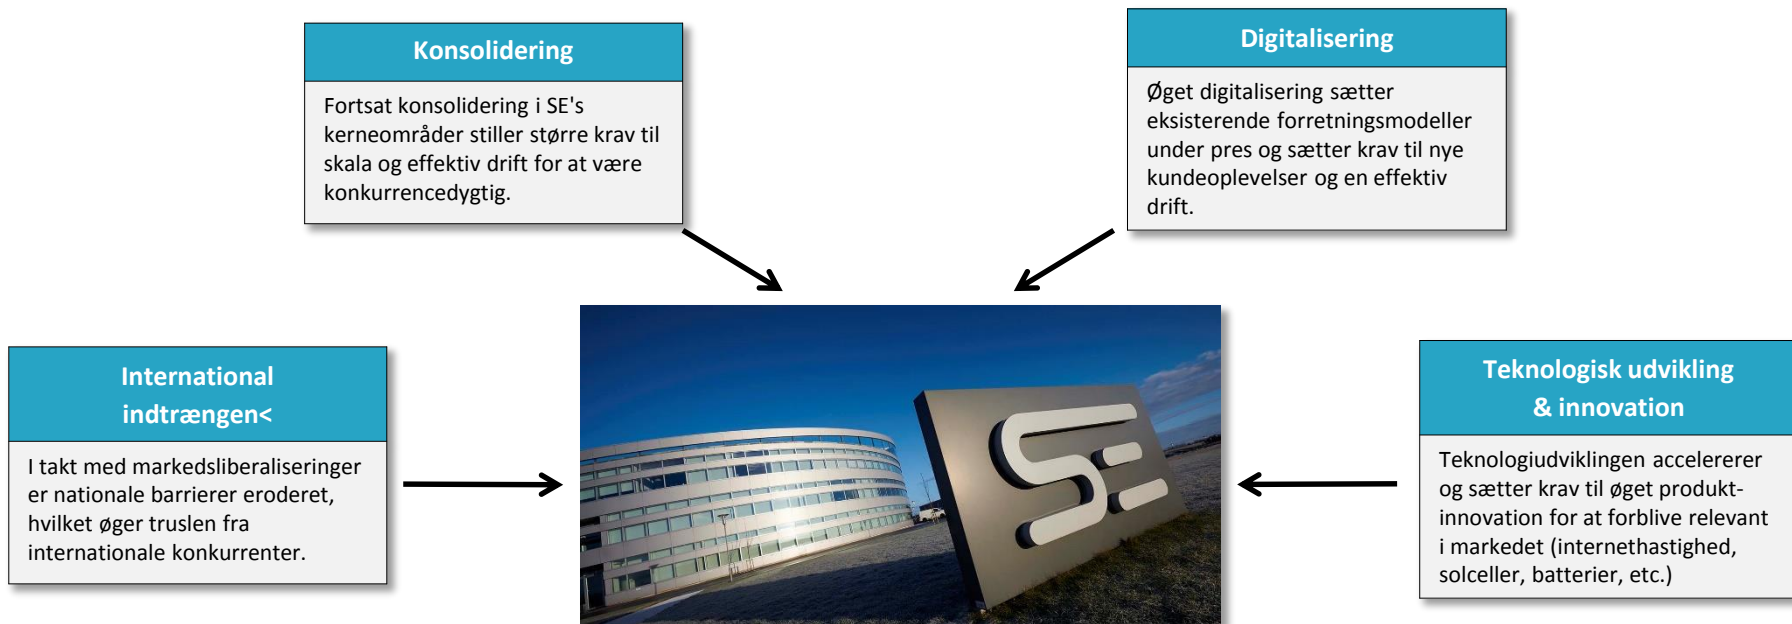 Konsolidering
Fortsat konsolidering i SE's
kerneområder stiller større krav til
skala og effektiv drift for at være
konkurrencedygtig.
Digitalisering
Øget digitalisering sætter
eksisterende forretningsmodeller
under pres og sætter krav til nye
kundeoplevelser og en effektiv
drift.
International
indtrængen<
I takt med markedsliberaliseringer
er nationale barrierer eroderet,
hvilket øger truslen fra
internationale konkurrenter.
SE
Teknologisk udvikling
& innovation
Teknologiudviklingen accelererer
og sætter krav til øget produkt-
innovation for at forblive relevant
i markedet (internethastighed,
solceller, batterier, etc.)